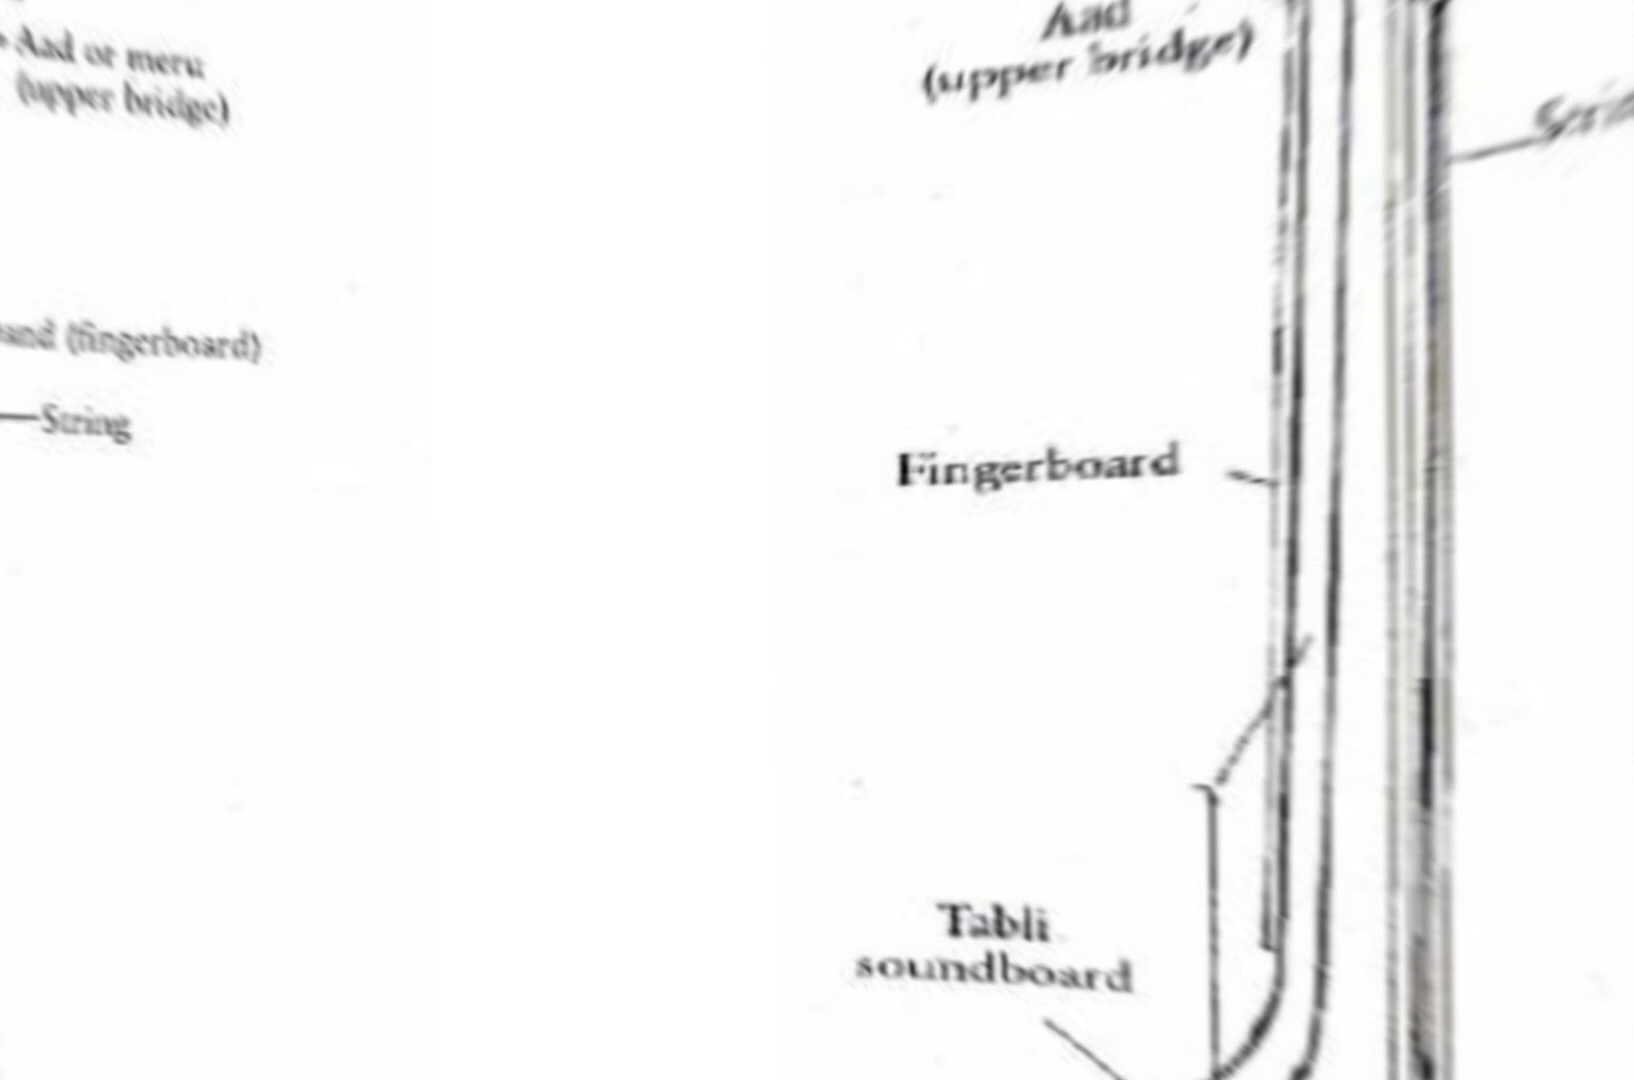 Aad or meru
(upper bridge)
(fingerboard)
String
Aad
(upper bridge)
Fingerboard
Tabli
soundboard